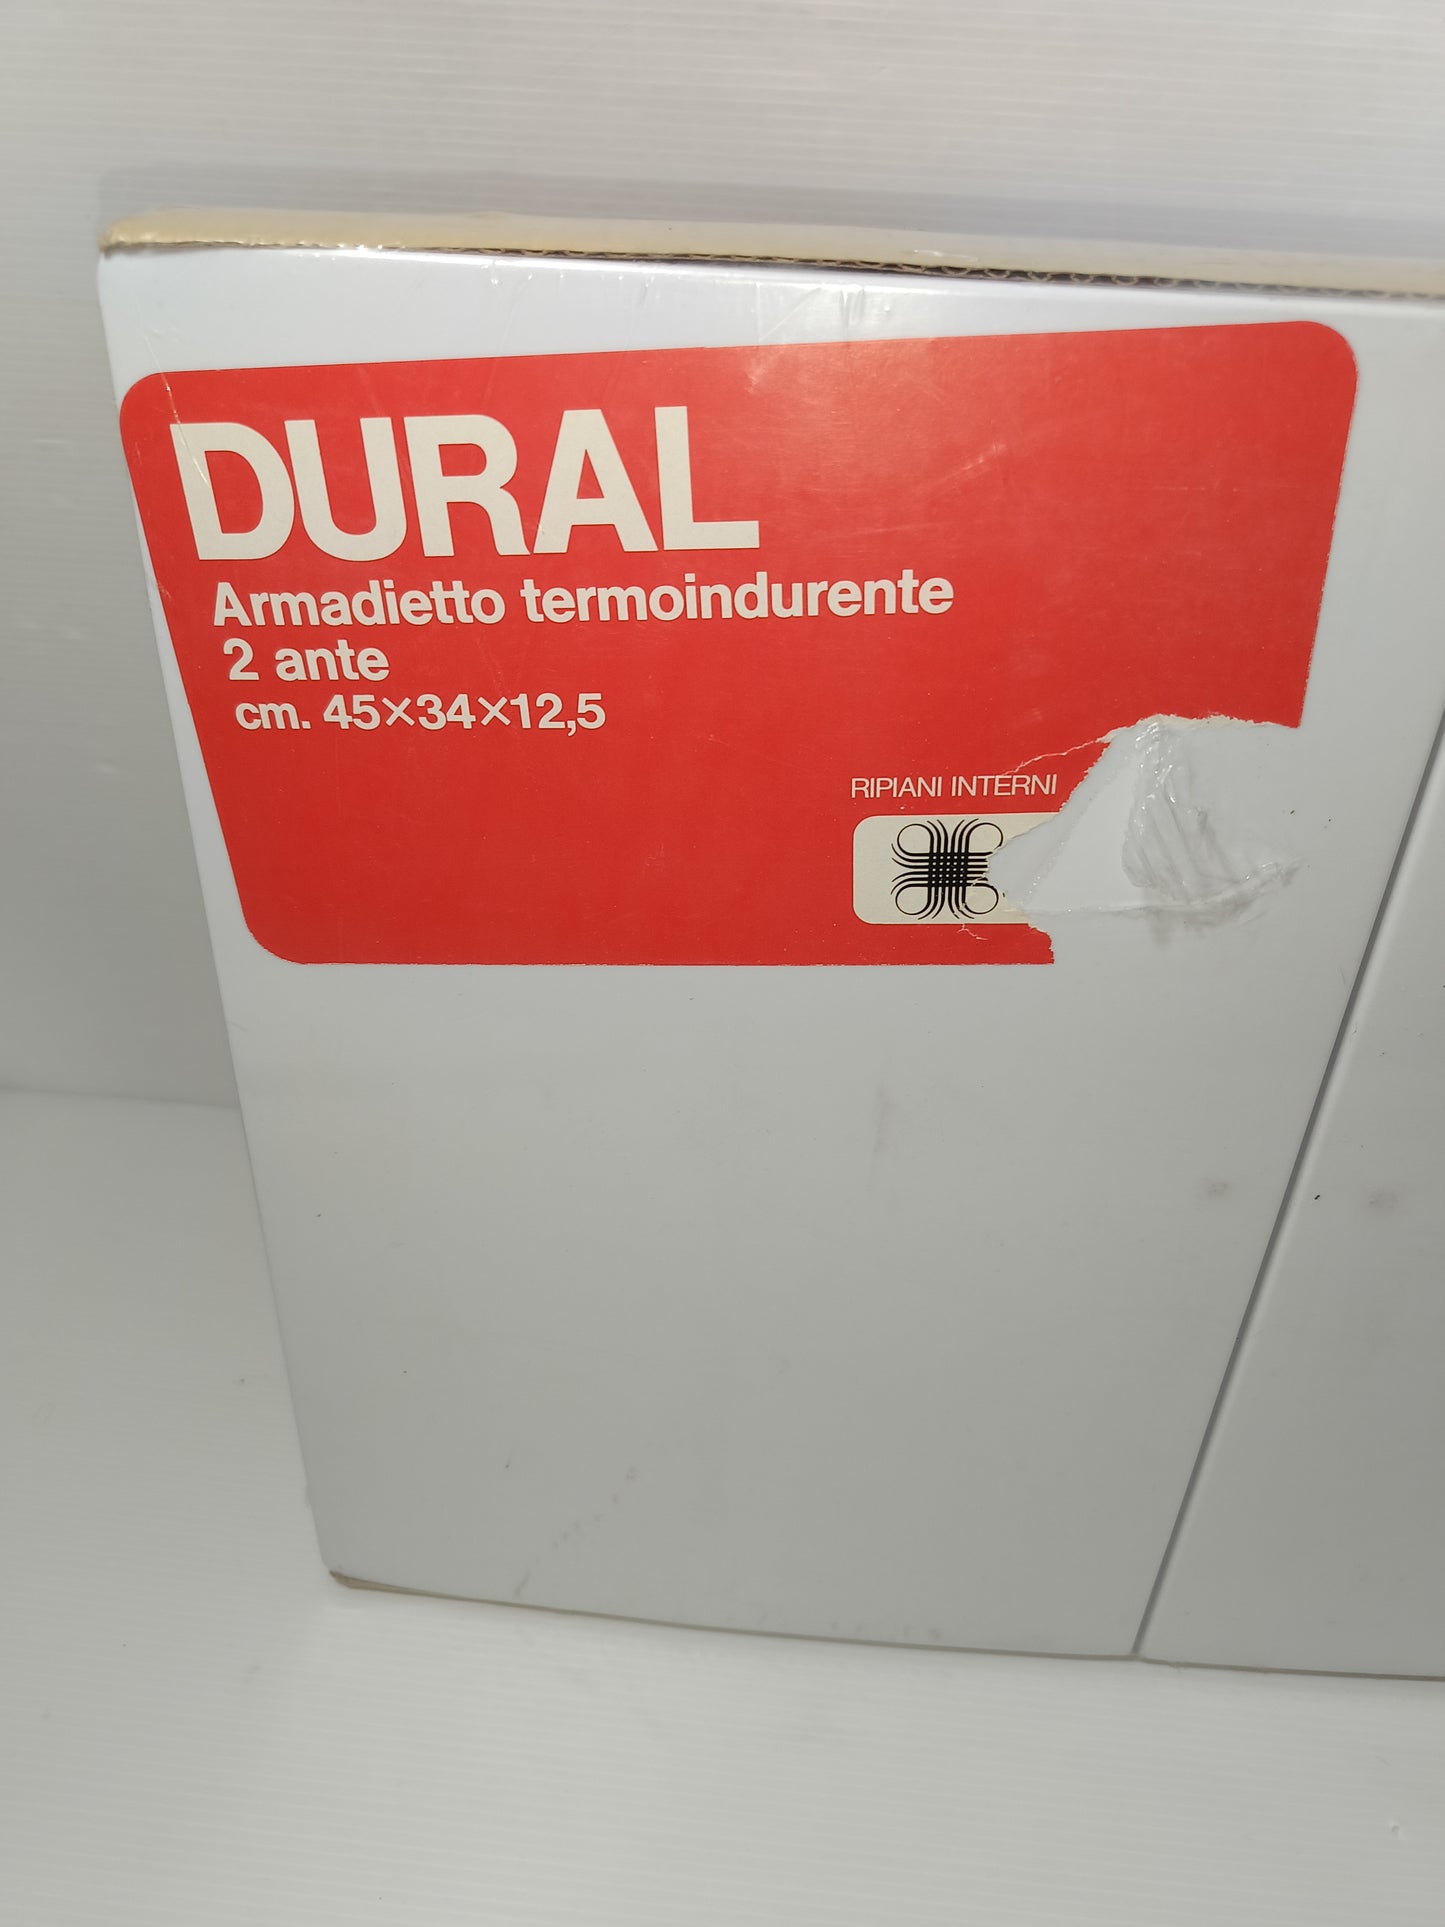 DURAL
Armadietto termoindurente
2 ante
cm. 45×34×12,5
RIPIANI INTERNI